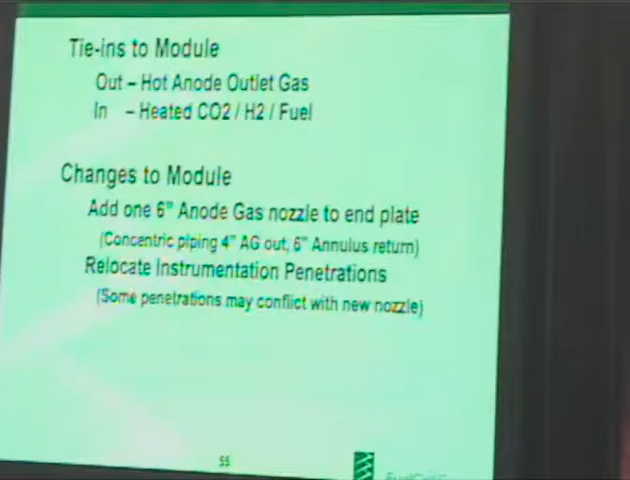 Tie-ins to Module
Out – Hot Anode Outlet Gas
In – Heated CO2 / H2 / Fuel
Changes to Module
Add one 6" Anode Gas nozzle to end plate
(Concentric piping 4" AG out, 6" Annulus return)
Relocate Instrumentation Penetrations
(Some penetrations may conflict with new nozzle)
55